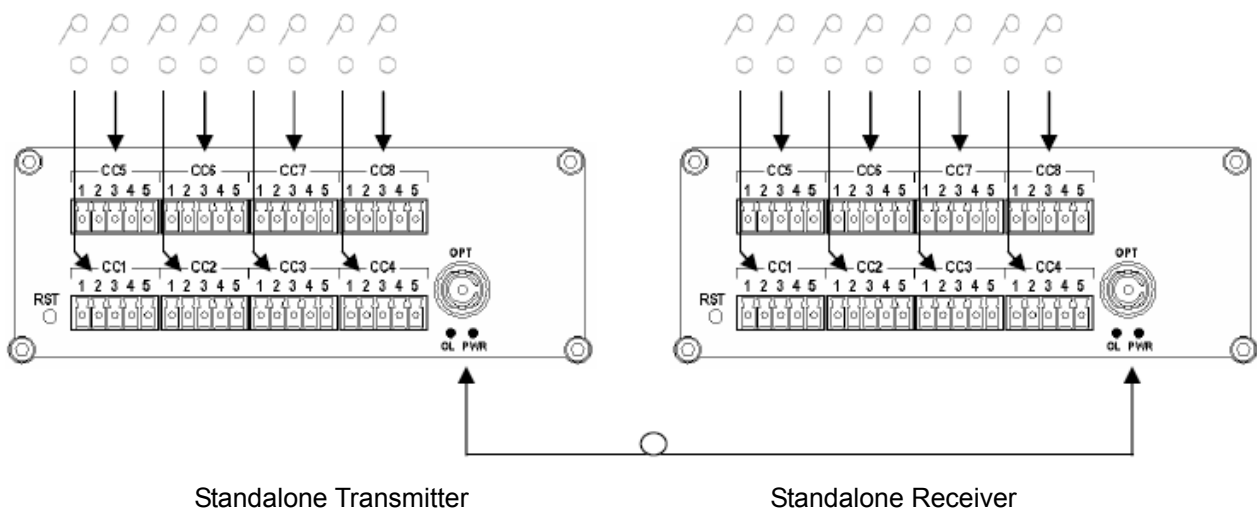 CC5 CC6 CC7 CC8
1 2 3 4 5 1 2 3 4 5 1 2 3 4 5 1 2 3 4 5
CC1 CC2 CC3 CC4
1 2 3 4 5 1 2 3 4 5 1 2 3 4 5 1 2 3 4 5
RST
OPT
OL PWR
CC5 CC6 CC7 CC8
1 2 3 4 5 1 2 3 4 5 1 2 3 4 5 1 2 3 4 5
CC1 CC2 CC3 CC4
1 2 3 4 5 1 2 3 4 5 1 2 3 4 5 1 2 3 4 5
RST
OPT
OL PWR
Standalone Transmitter
Standalone Receiver